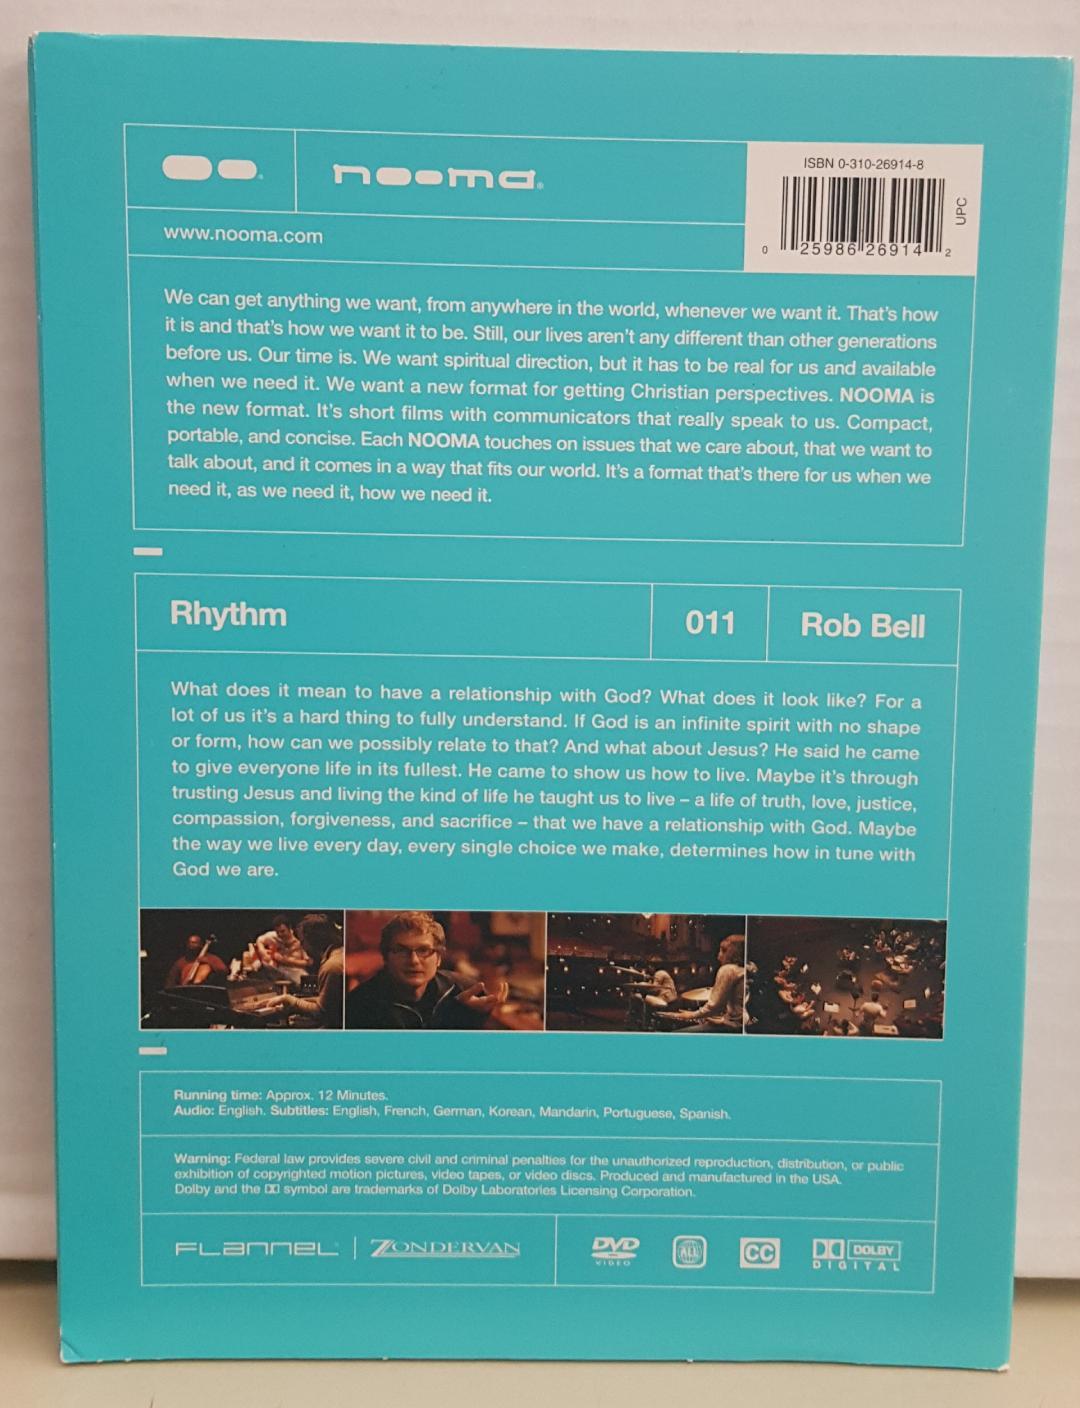 nooma®
ISBN 0-310-26914-8
UPC
0 25986 26914 2
www.nooma.com
We can get anything we want, from anywhere in the world, whenever we want it. That's how
it is and that's how we want it to be. Still, our lives aren't any different than other generations
before us. Our time is. We want spiritual direction, but it has to be real for us and available
when we need it. We want a new format for getting Christian perspectives. NOOMA is
the new format. It's short films with communicators that really speak to us. Compact,
portable, and concise. Each NOOMA touches on issues that we care about, that we want to
talk about, and it comes in a way that fits our world. It's a format that's there for us when we
need it, as we need it, how we need it.
Rhythm 011 Rob Bell
What does it mean to have a relationship with God? What does it look like? For a
lot of us it's a hard thing to fully understand. If God is an infinite spirit with no shape
or form, how can we possibly relate to that? And what about Jesus? He said he came
to give everyone life in its fullest. He came to show us how to live. Maybe it's through
trusting Jesus and living the kind of life he taught us to live – a life of truth, love, justice,
compassion, forgiveness, and sacrifice – that we have a relationship with God. Maybe
the way we live every day, every single choice we make, determines how in tune with
God we are.
Running time: Approx. 12 Minutes.
Audio: English. Subtitles: English, French, German, Korean, Mandarin, Portuguese, Spanish.
Warning: Federal law provides severe civil and criminal penalties for the unauthorized reproduction, distribution, or public
exhibition of copyrighted motion pictures, video tapes, or video discs. Produced and manufactured in the USA.
Dolby and the DD symbol are trademarks of Dolby Laboratories Licensing Corporation.
FLANNEL | ZONDERVAN DVD VIDEO ALL CC DOLBY DIGITAL